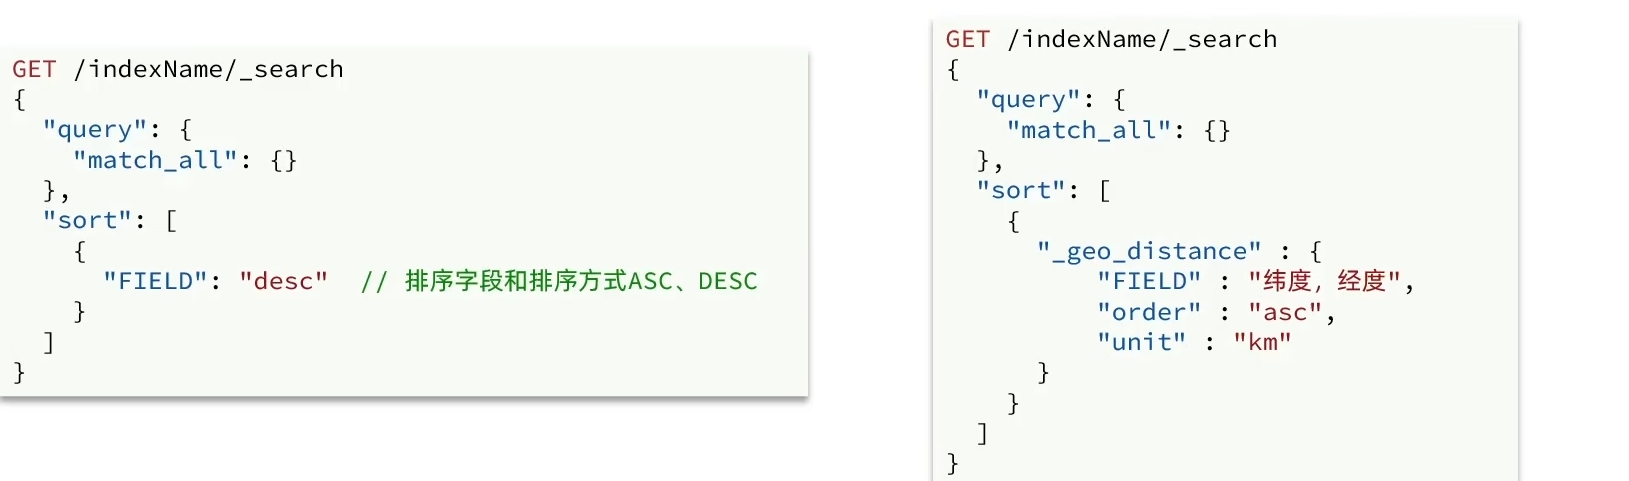 GET /indexName/_search
{
  "query": {
    "match_all": {}
  },
  "sort": [
    {
      "FIELD": "desc"  // 排序字段和排序方式ASC、DESC
    }
  ]
}
GET /indexName/_search
{
  "query": {
    "match_all": {}
  },
  "sort": [
    {
      "_geo_distance" : {
          "FIELD" : "纬度，经度",
          "order" : "asc",
          "unit" : "km"
      }
    }
  ]
}